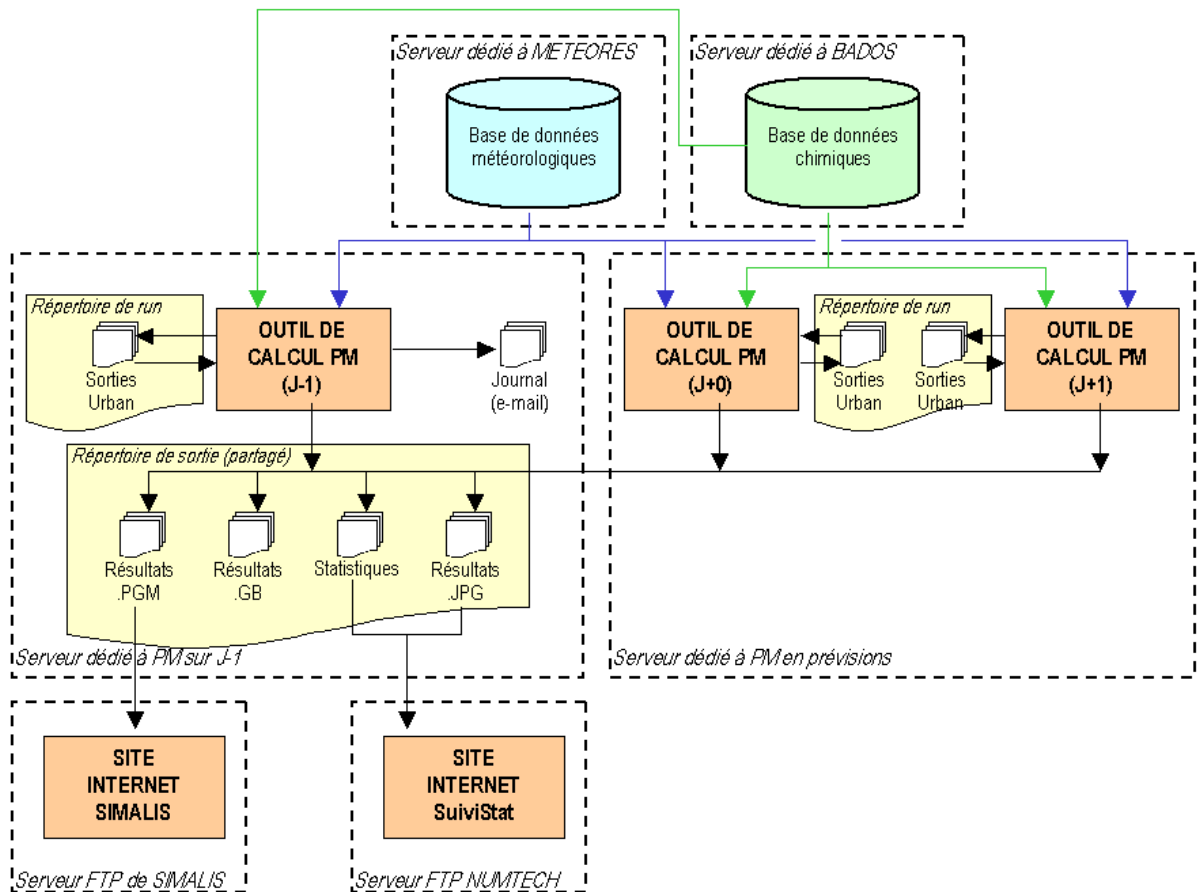 Serveur dédié à METEORES
Serveur dédié à BADOS
Base de données
météorologiques
Base de données
chimiques
Répertoire de run
Sorties
Urban
OUTIL DE
CALCUL PM
(J-1)
Journal
(e-mail)
OUTIL DE
CALCUL PM
(J+0)
Répertoire de run
Sorties
Urban
Sorties
Urban
OUTIL DE
CALCUL PM
(J+1)
Répertoire de sortie (partagé)
Résultats
.PGM
Résultats
.GB
Statistiques
Résultats
.JPG
Serveur dédié à PM sur J-1
Serveur dédié à PM en prévisions
SITE
INTERNET
SIMALIS
SITE
INTERNET
SuiviStat
Serveur FTP de SIMALIS
Serveur FTP NUMTECH